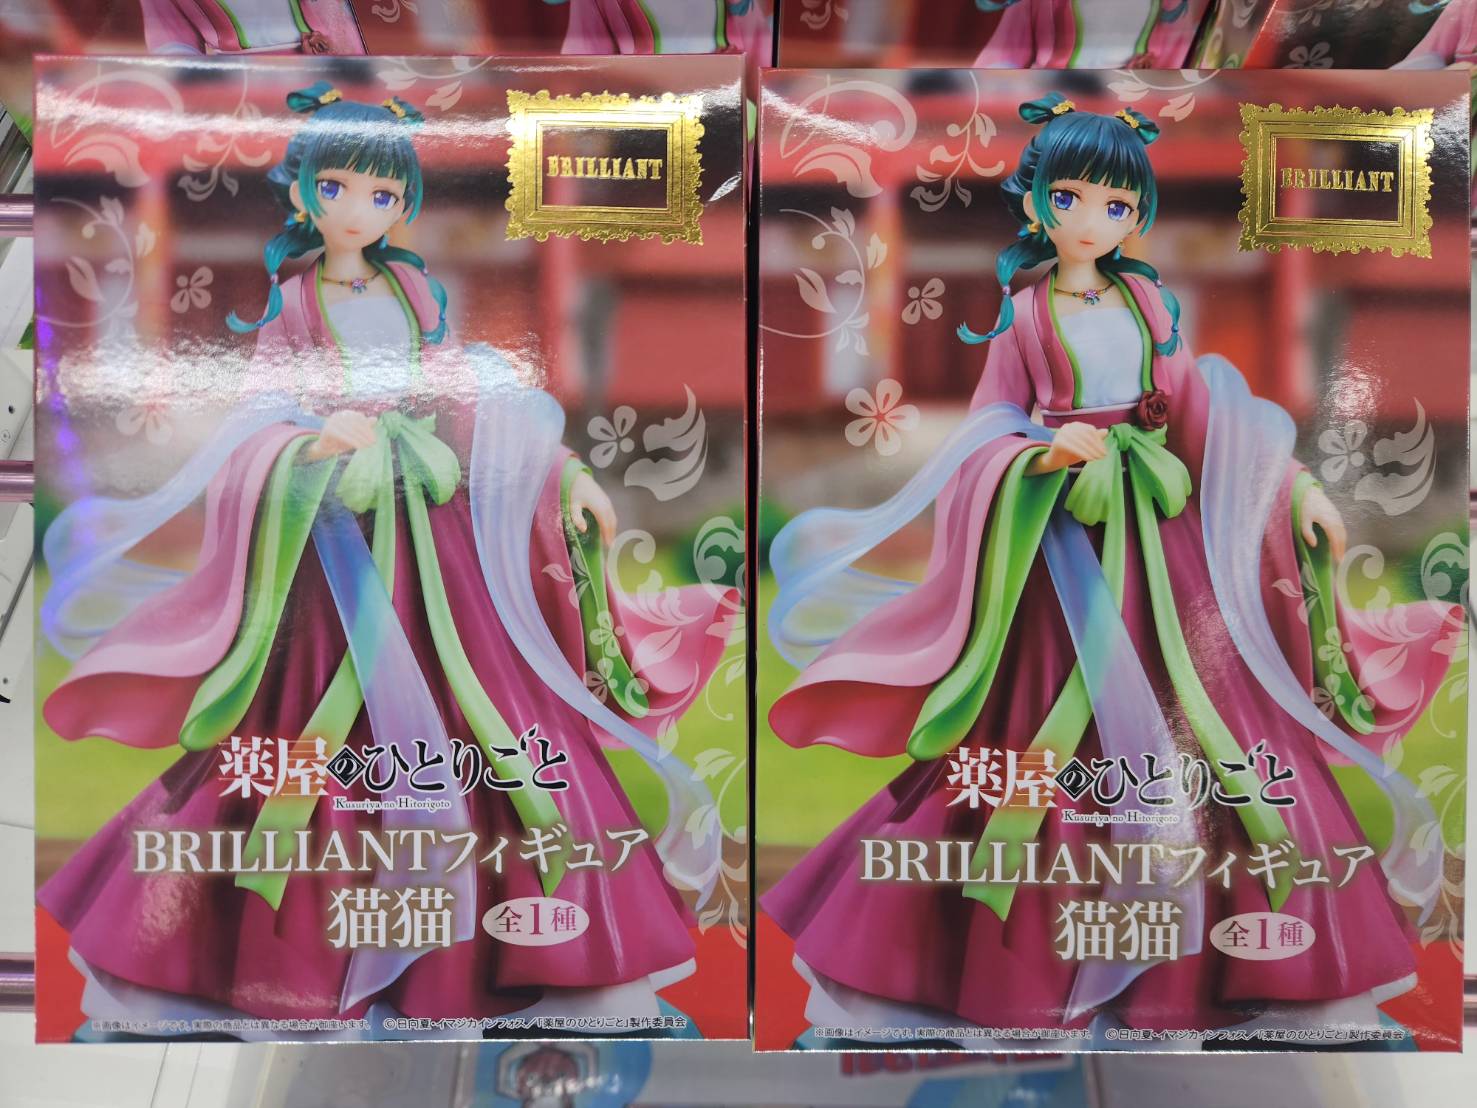 BRILLIANT
薬屋のひとりごと
Kusuriya no Hitorigoto
BRILLIANTフィギュア
猫猫 全1種
※画像はイメージです。実際の商品とは異なる場合が御座います。 ©日向夏・イマジカインフォス/「薬屋のひとりごと」製作委員会
BRILLIANT
薬屋のひとりごと
Kusuriya no Hitorigoto
BRILLIANTフィギュア
猫猫 全1種
※画像はイメージです。実際の商品とは異なる場合が御座います。 ©日向夏・イマジカインフォス/「薬屋のひとりごと」製作委員会